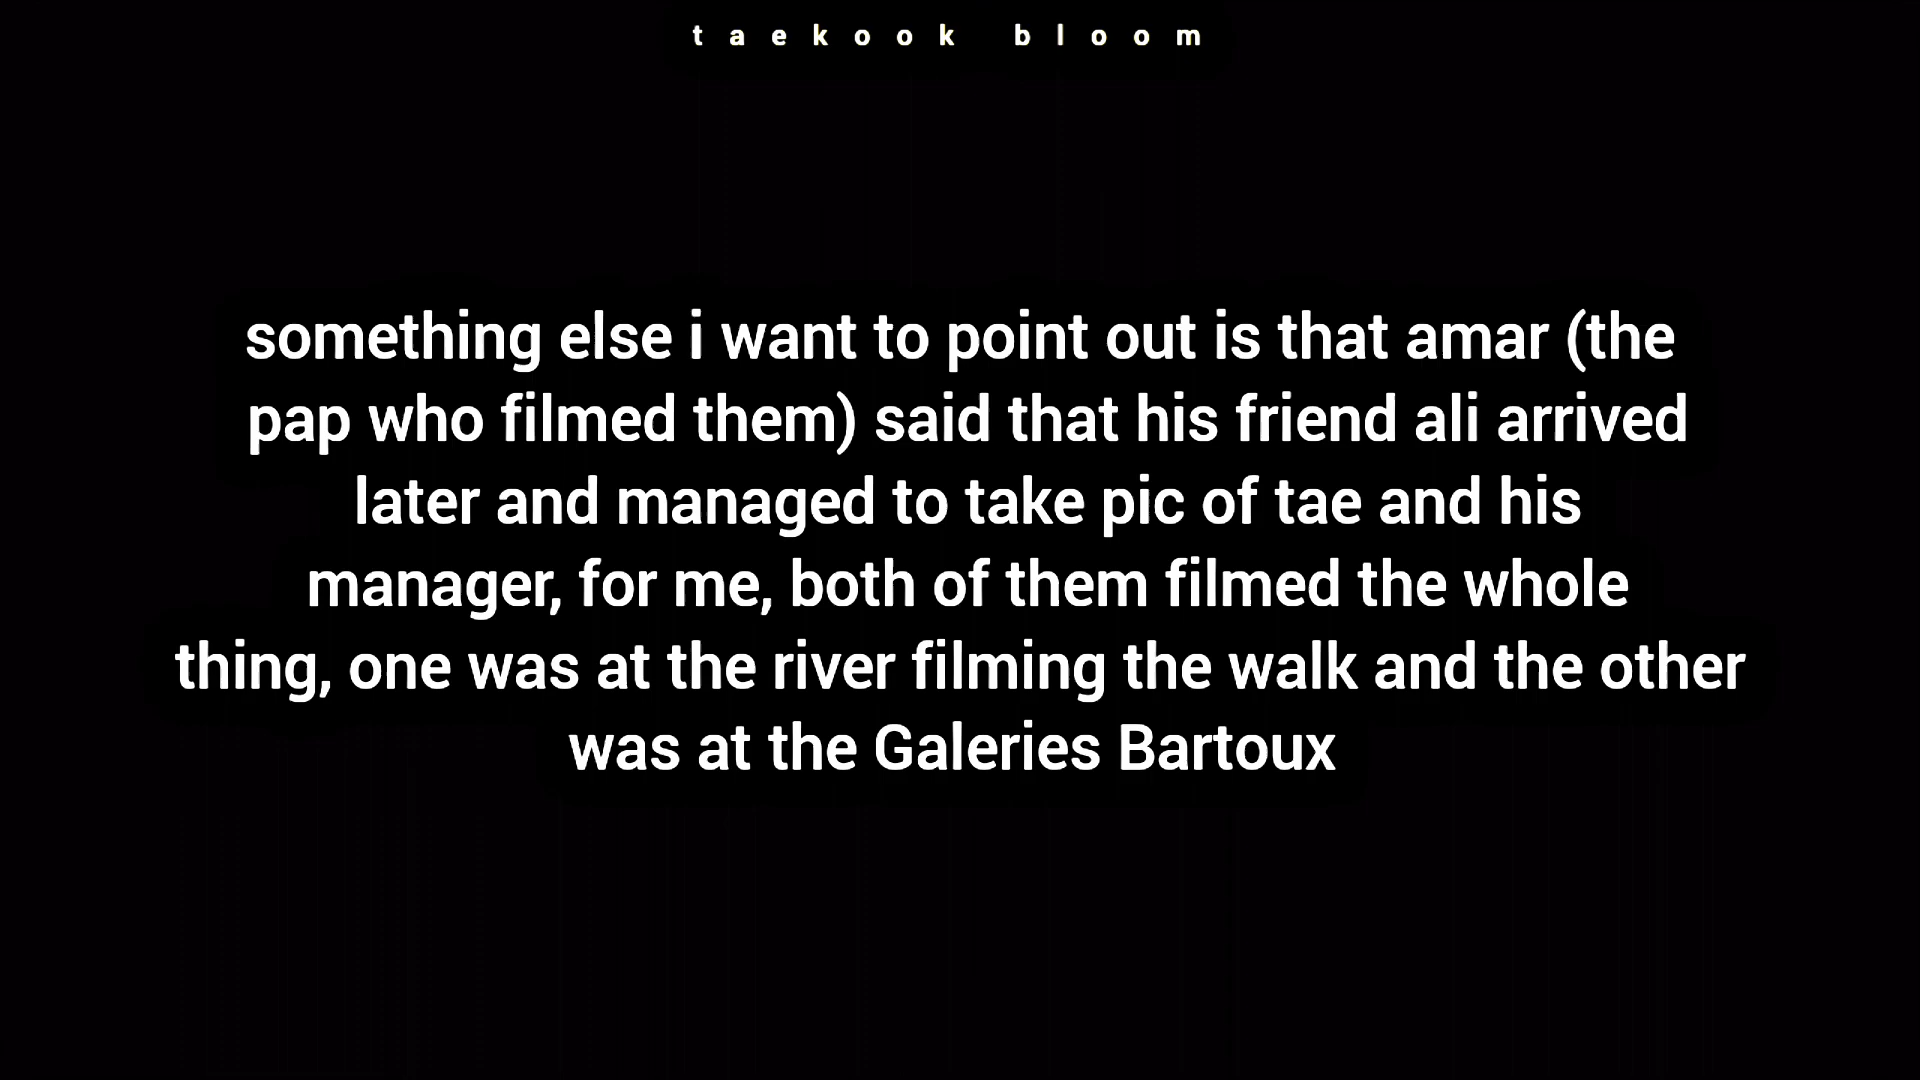 taekook bloom
something else i want to point out is that amar (the
pap who filmed them) said that his friend ali arrived
later and managed to take pic of tae and his
manager, for me, both of them filmed the whole
thing, one was at the river filming the walk and the other
was at the Galeries Bartoux